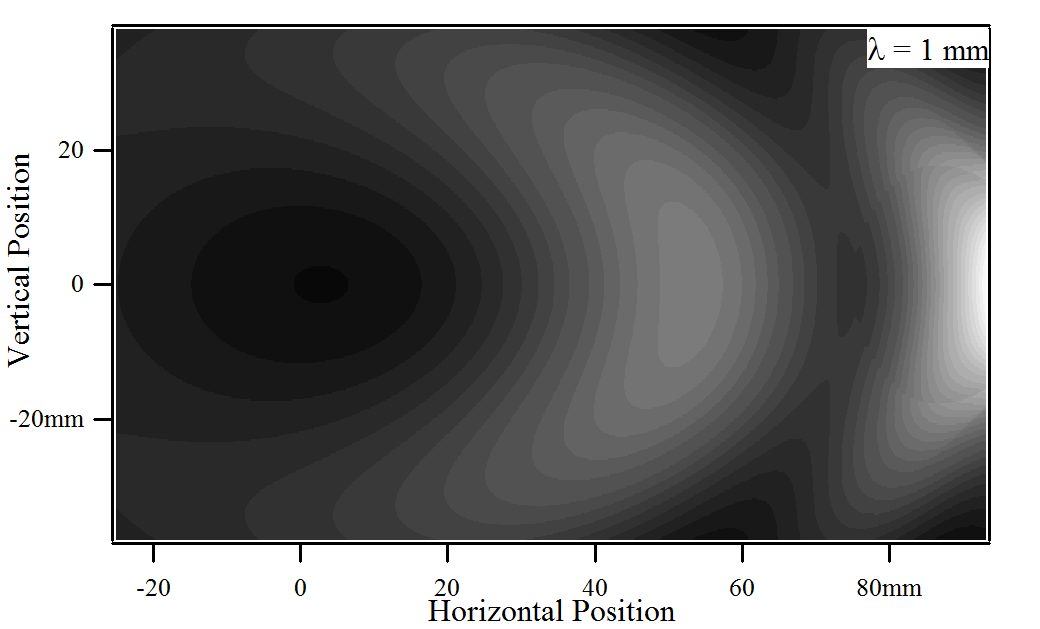 λ = 1 mm
Vertical Position
20
0
-20mm
-20
0
20
40
60
80mm
Horizontal Position